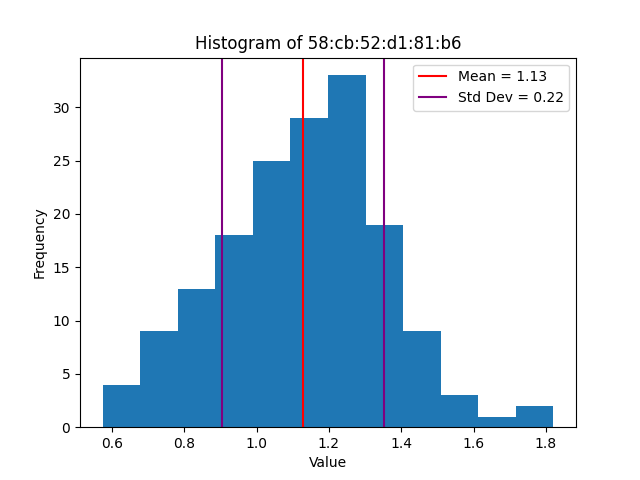 Histogram of 58:cb:52:d1:81:b6
Mean = 1.13
Std Dev = 0.22
Frequency
30
25
20
15
10
5
0
0.6 0.8 1.0 1.2 1.4 1.6 1.8
Value